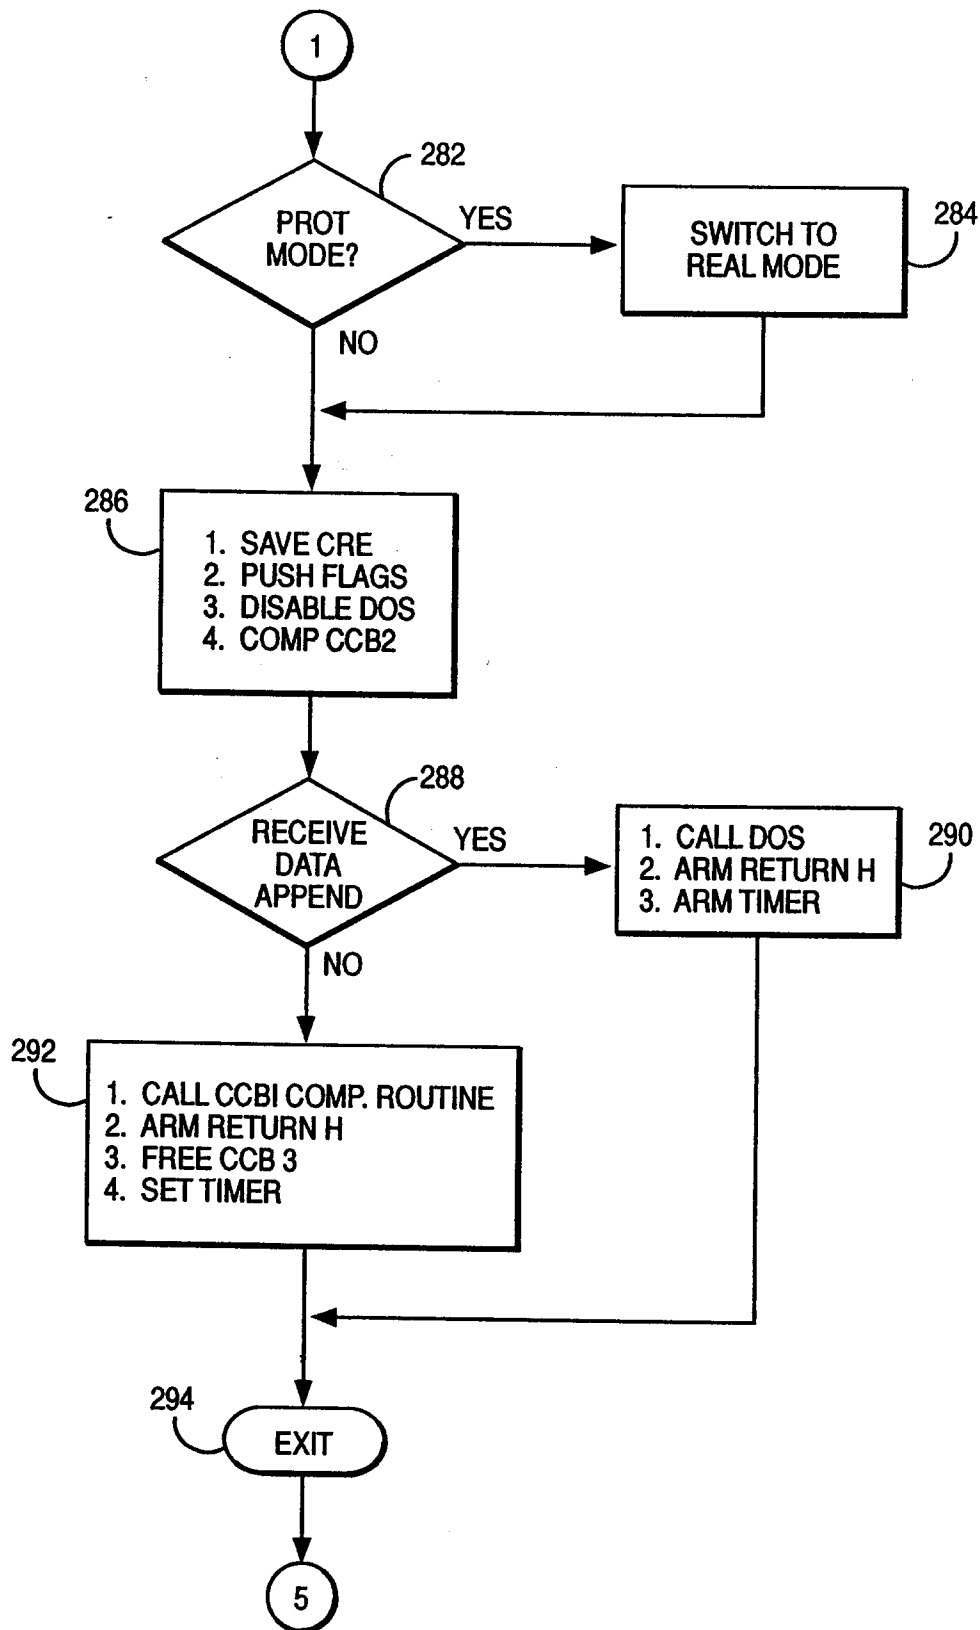 1
282
PROT
MODE?
YES
NO
SWITCH TO
REAL MODE
284
286
1. SAVE CRE
2. PUSH FLAGS
3. DISABLE DOS
4. COMP CCB2
288
RECEIVE
DATA
APPEND
YES
NO
1. CALL DOS
2. ARM RETURN H
3. ARM TIMER
290
292
1. CALL CCBI COMP. ROUTINE
2. ARM RETURN H
3. FREE CCB 3
4. SET TIMER
294
EXIT
5